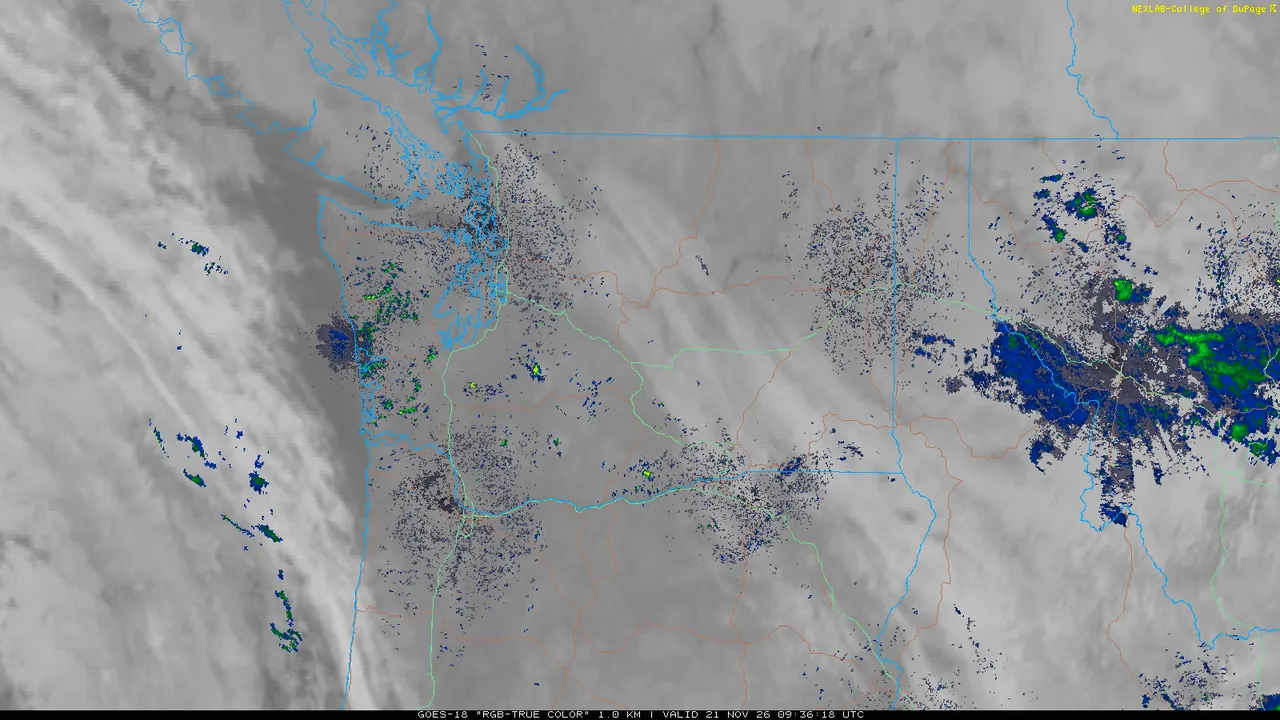 NEXLAB-College of DuPage
GOES-18 "RGB-TRUE COLOR" 1.0 KM | VALID 21 NOV 26 09:36:18 UTC